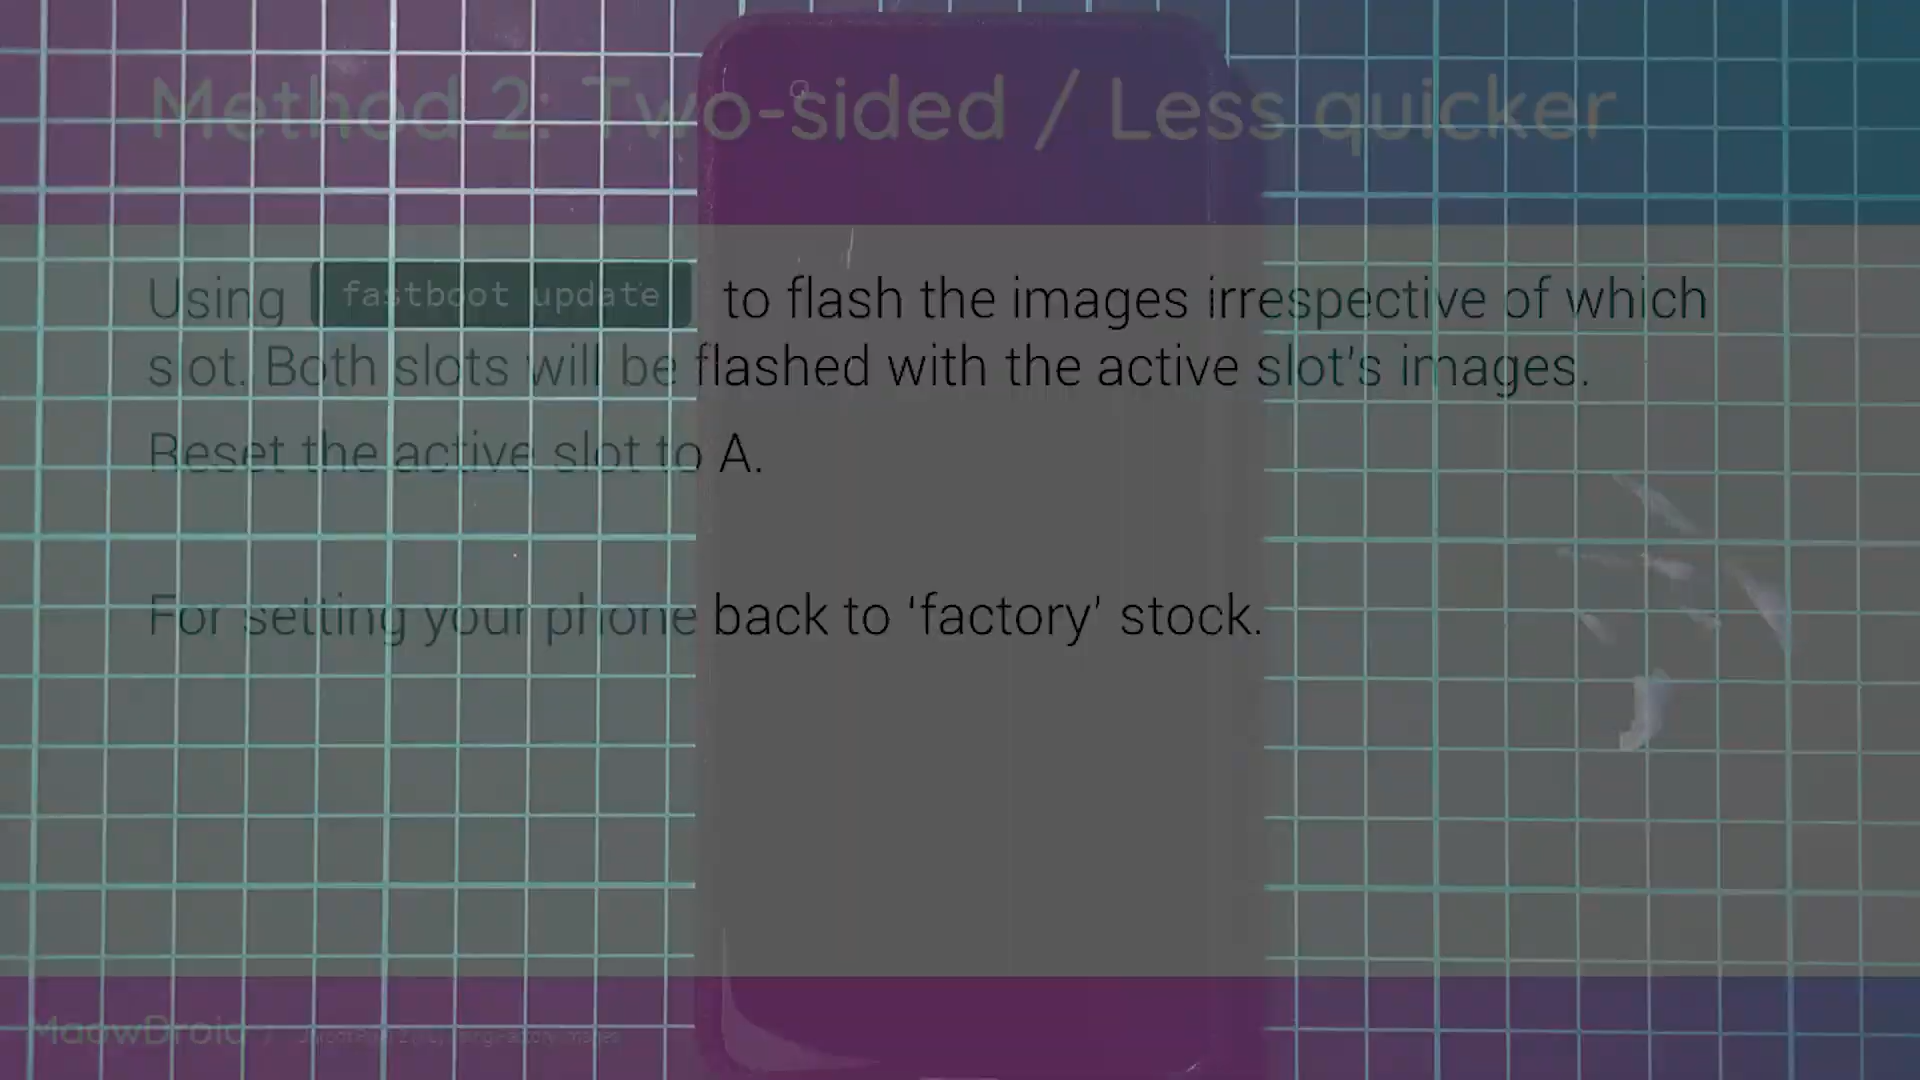 Method 2: Two-sided / Less quicker
Using fastboot update to flash the images irrespective of which
slot. Both slots will be flashed with the active slot's images.
Reset the active slot to A.
For setting your phone back to ‘factory’ stock.
MaowDroid /